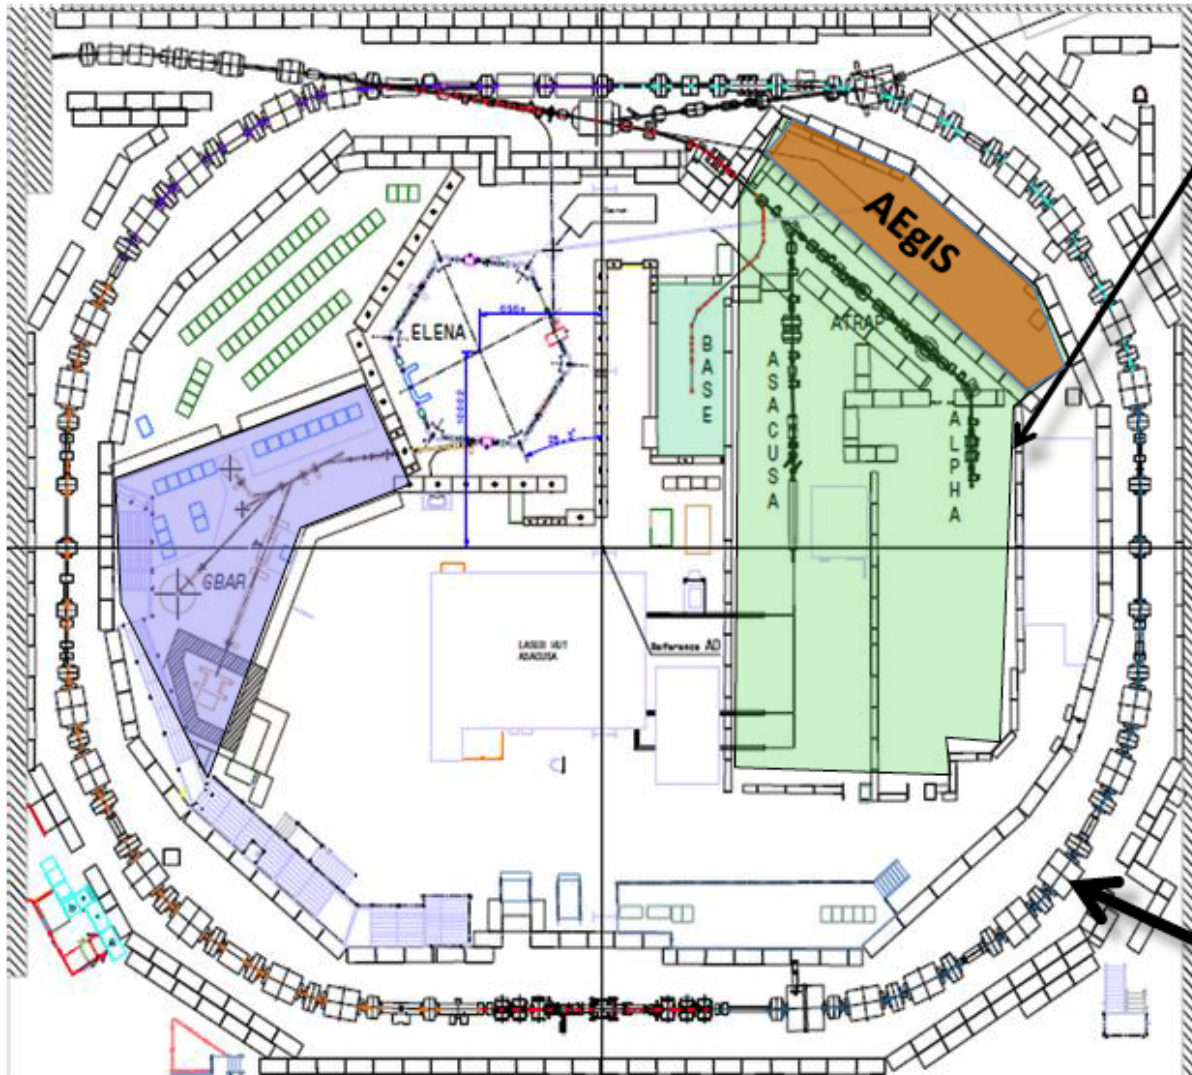 AEgIS
ELENA
ATRAP
BASE
ASACUSA
ALPHA
GBAR
LASER HUT
ASACUSA
Reference AD